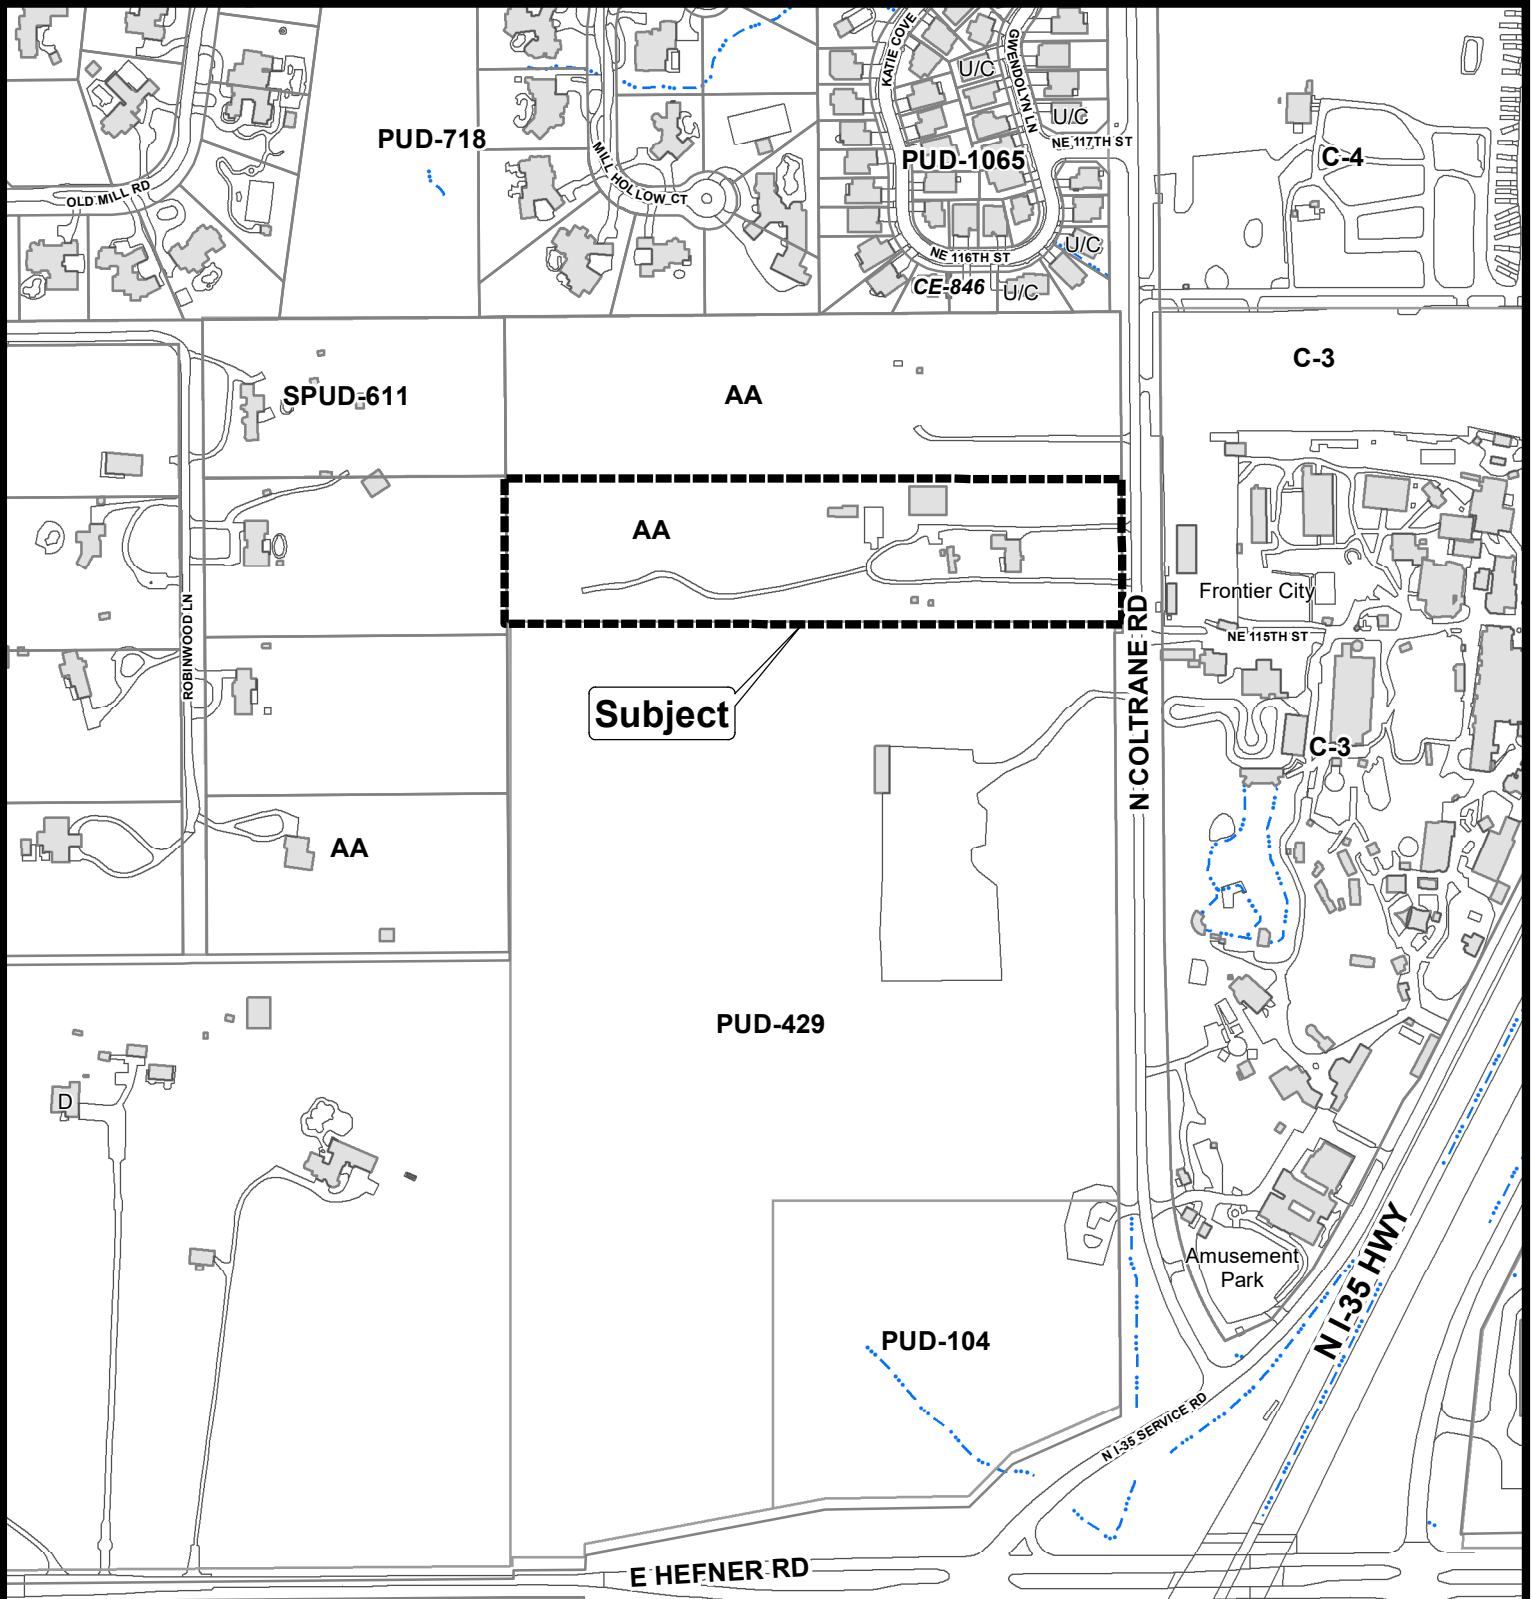 KATIE COVE
GWENDOLYN LN
U/C
U/C
PUD-718
NE 117TH ST
C-4
PUD-1065
MILL HOLLOW CT
OLD MILL RD
U/C
NE 116TH ST
CE-846
U/C
C-3
SPUD-611
AA
AA
Frontier City
ROBINWOOD LN
N COLTRANE RD
NE 115TH ST
Subject
C-3
AA
PUD-429
D
Amusement
Park
N I-35 HWY
PUD-104
N I-35 SERVICE RD
E HEFNER RD